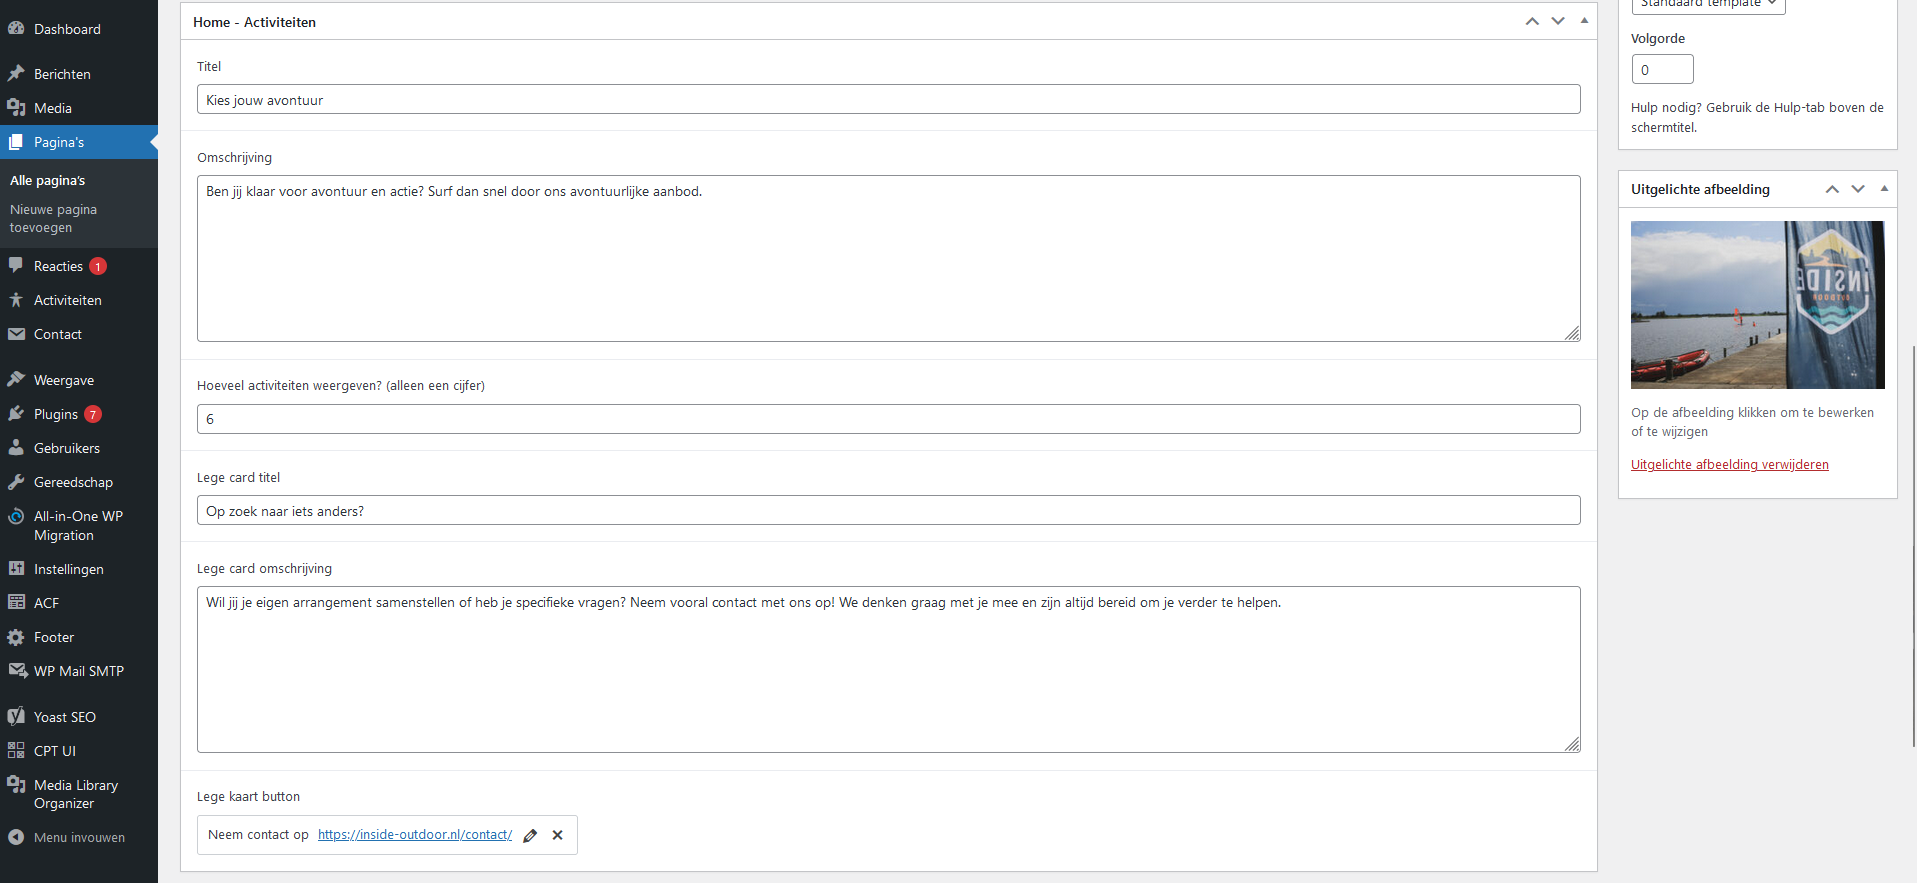 Dashboard
Berichten
Media
Pagina's
Alle pagina's
Nieuwe pagina
toevoegen
Reacties 1
Activiteiten
Contact
Weergave
Plugins 7
Gebruikers
Gereedschap
All-in-One WP
Migration
Instellingen
ACF
Footer
WP Mail SMTP
Yoast SEO
CPT UI
Media Library
Organizer
Menu invouwen
Home - Activiteiten
Titel
Kies jouw avontuur
Omschrijving
Ben jij klaar voor avontuur en actie? Surf dan snel door ons avontuurlijke aanbod.
Hoeveel activiteiten weergeven? (alleen een cijfer)
6
Lege card titel
Op zoek naar iets anders?
Lege card omschrijving
Wil jij je eigen arrangement samenstellen of heb je specifieke vragen? Neem vooral contact met ons op! We denken graag met je mee en zijn altijd bereid om je verder te helpen.
Lege kaart button
Neem contact op https://inside-outdoor.nl/contact/
Standaard template
Volgorde
0
Hulp nodig? Gebruik de Hulp-tab boven de
schermtitel.
Uitgelichte afbeelding
INSIDE
OUTDOOR
Op de afbeelding klikken om te bewerken
of te wijzigen
Uitgelichte afbeelding verwijderen